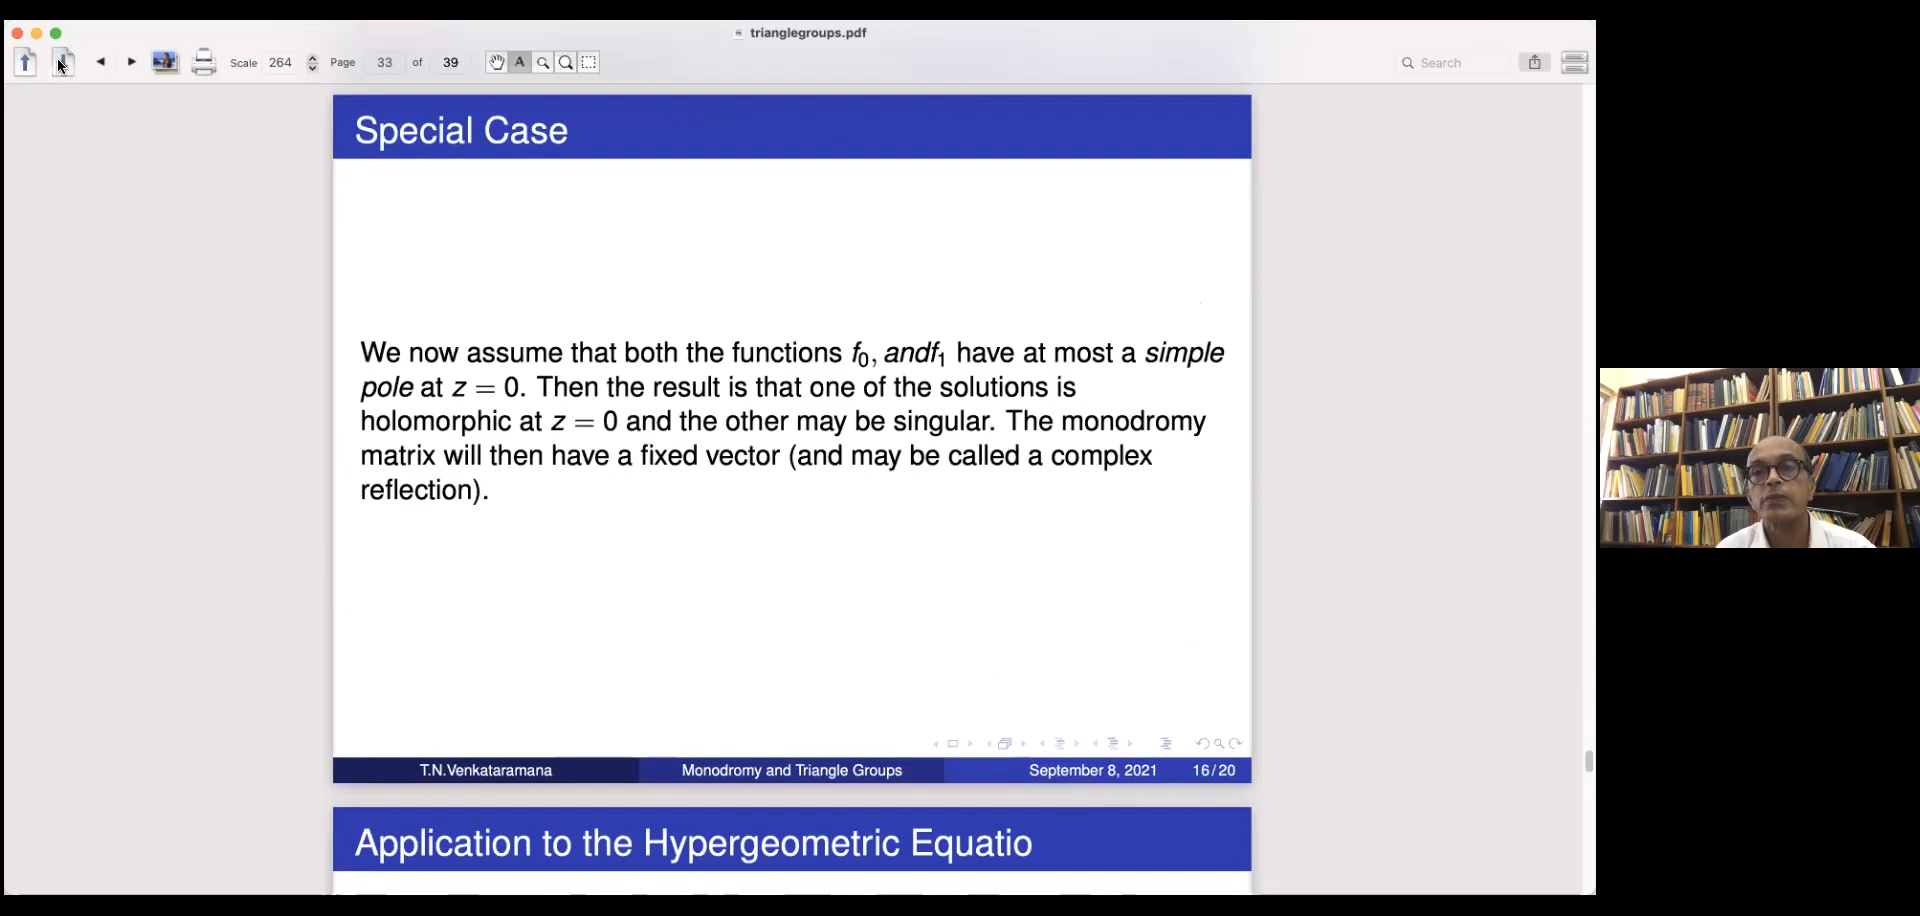 trianglegroups.pdf
Scale 264 Page 33 of 39 A Search
Special Case
We now assume that both the functions f₀, andf₁ have at most a simple
pole at z = 0. Then the result is that one of the solutions is
holomorphic at z = 0 and the other may be singular. The monodromy
matrix will then have a fixed vector (and may be called a complex
reflection).
T.N.Venkataramana Monodromy and Triangle Groups September 8, 2021 16/20
Application to the Hypergeometric Equatio